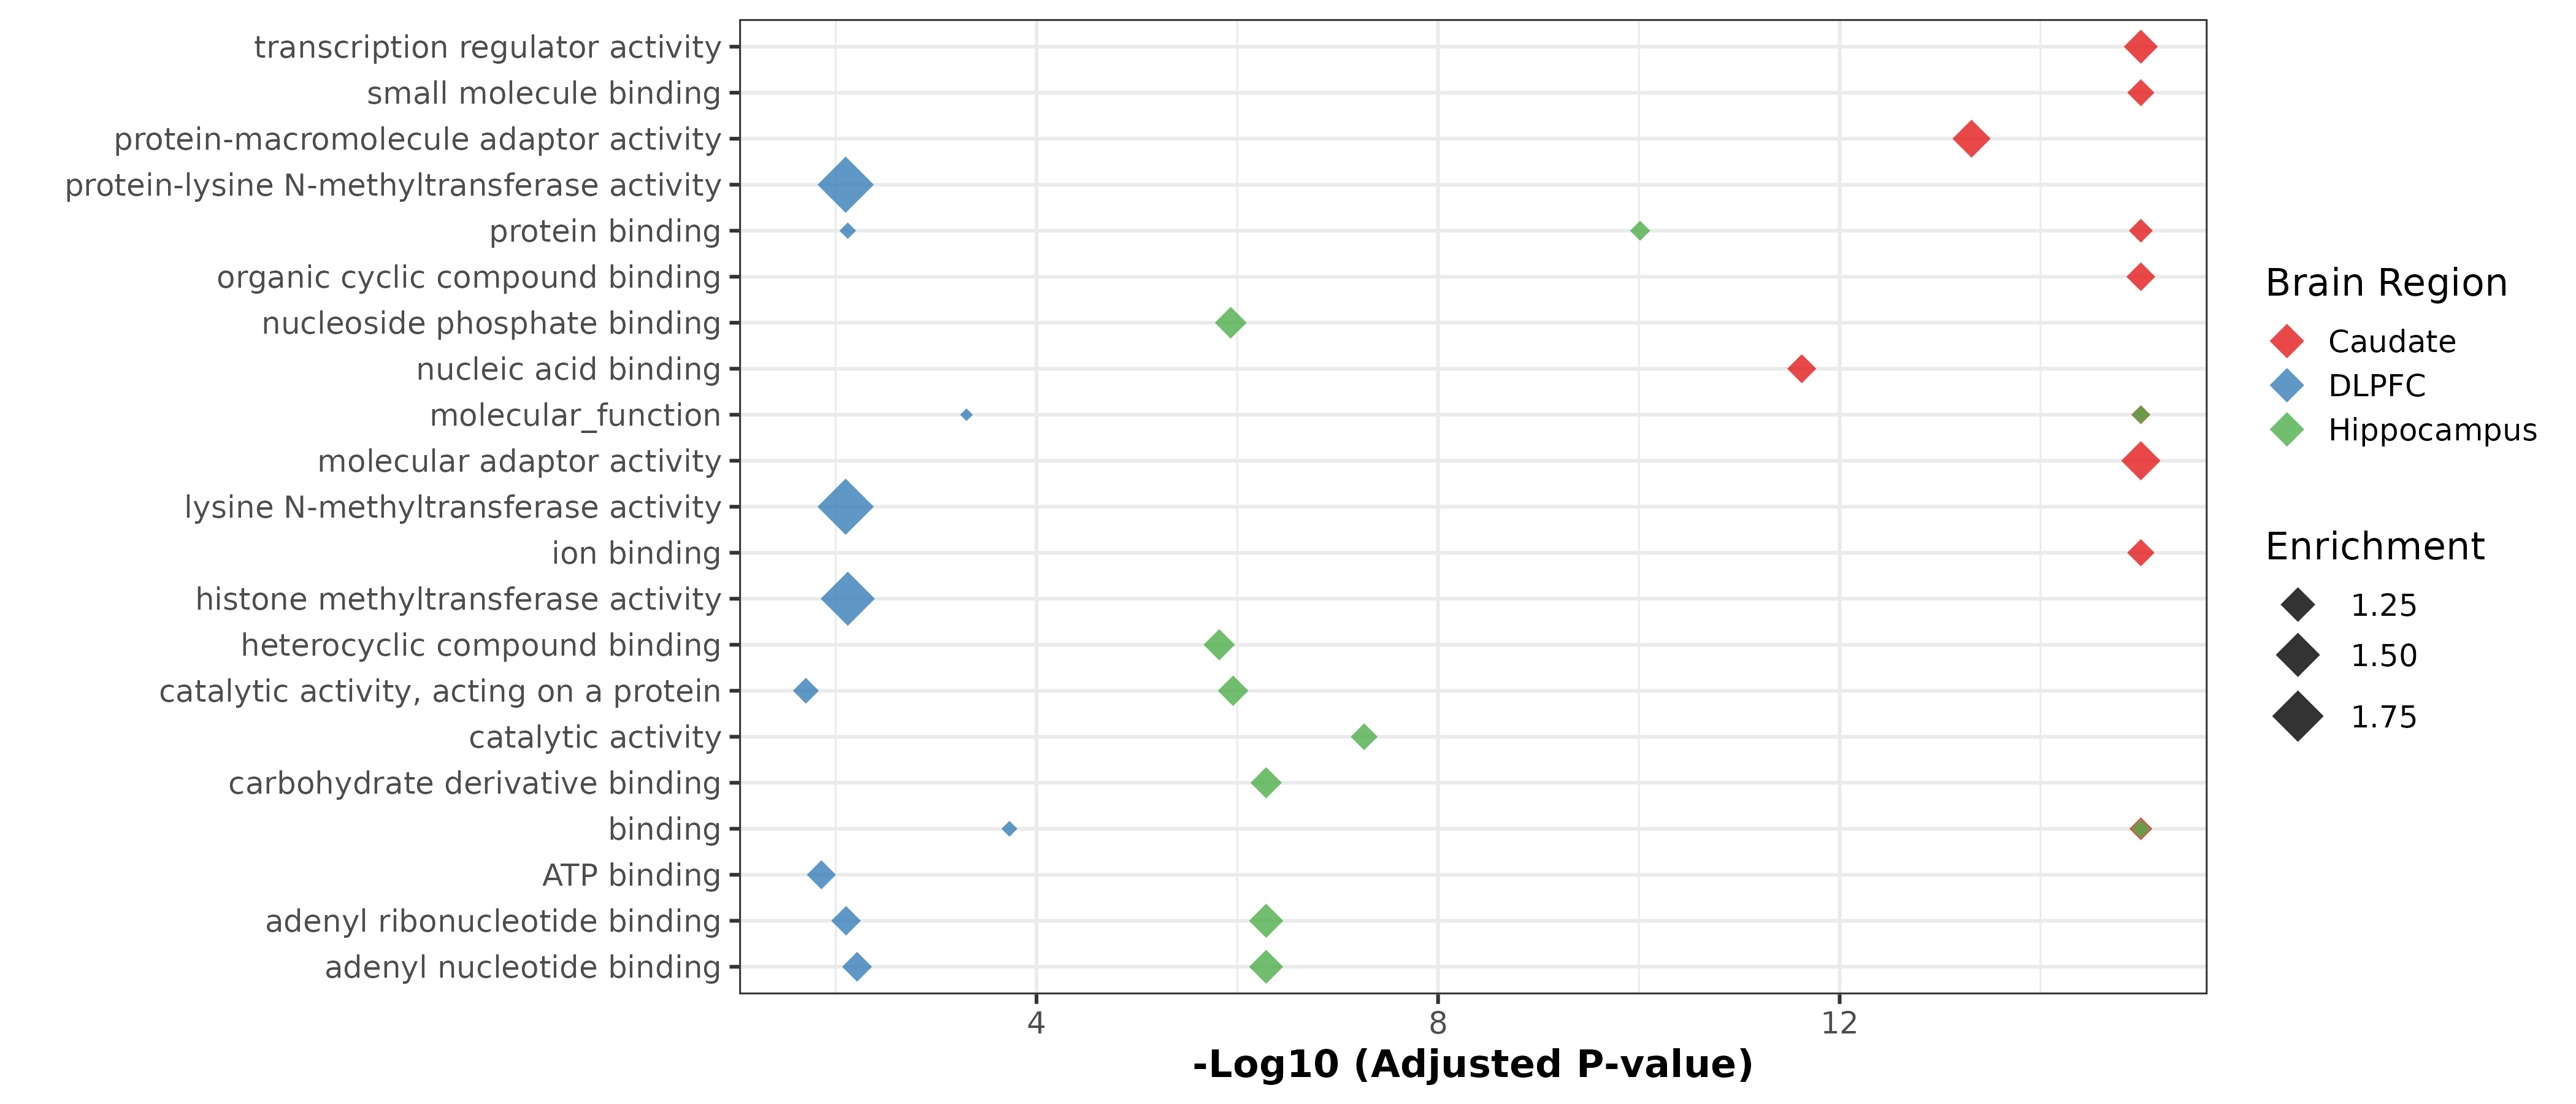 transcription regulator activity
small molecule binding
protein-macromolecule adaptor activity
protein-lysine N-methyltransferase activity
protein binding
organic cyclic compound binding
nucleoside phosphate binding
nucleic acid binding
molecular_function
molecular adaptor activity
lysine N-methyltransferase activity
ion binding
histone methyltransferase activity
heterocyclic compound binding
catalytic activity, acting on a protein
catalytic activity
carbohydrate derivative binding
binding
ATP binding
adenyl ribonucleotide binding
adenyl nucleotide binding
4 8 12
-Log10 (Adjusted P-value)
Brain Region
Caudate
DLPFC
Hippocampus
Enrichment
1.25
1.50
1.75